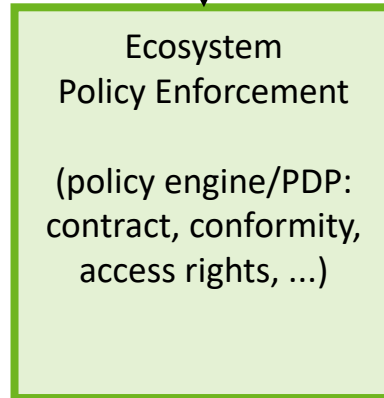 Ecosystem
Policy Enforcement
(policy engine/PDP:
contract, conformity,
access rights, ...)